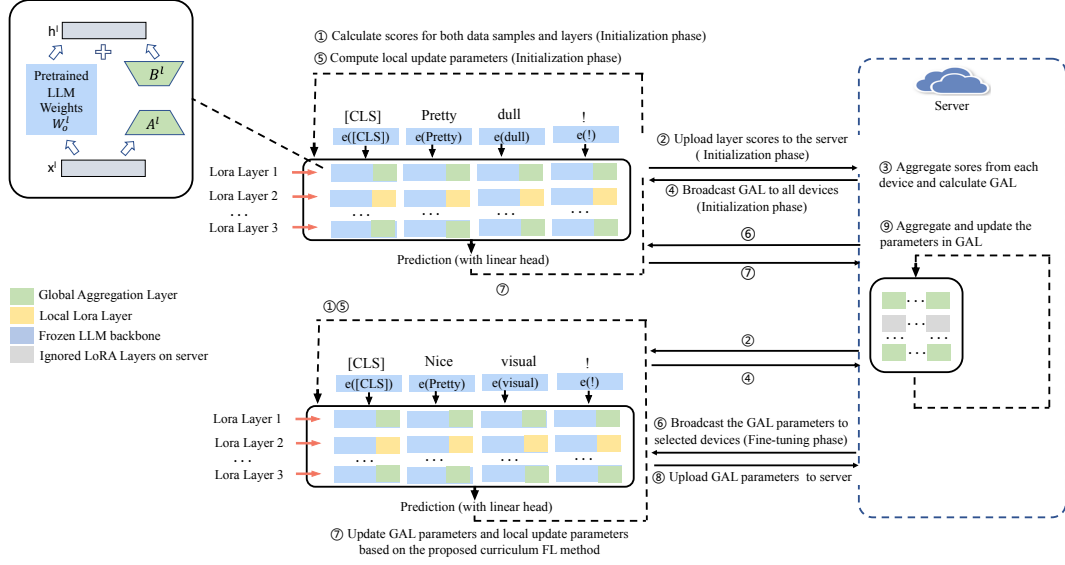 ① Calculate scores for both data samples and layers (Initialization phase)
⑤ Compute local update parameters (Initialization phase)
hˡ
Pretrained
LLM
Weights
Wₒˡ
Bˡ
Aˡ
xˡ
[CLS] Pretty dull !
e([CLS]) e(Pretty) e(dull) e(!)
Lora Layer 1
Lora Layer 2
...
Lora Layer 3
... ... ... ...
Prediction (with linear head)
⑦
② Upload layer scores to the server
( Initialization phase)
④ Broadcast GAL to all devices
(Initialization phase)
⑥
⑦
Server
③ Aggregate sores from each
device and calculate GAL
⑨ Aggregate and update the
parameters in GAL
... 
...
... ...
...
Global Aggregation Layer
Local Lora Layer
Frozen LLM backbone
Ignored LoRA Layers on server
①⑤
[CLS] Nice visual !
e([CLS]) e(Pretty) e(visual) e(!)
Lora Layer 1
Lora Layer 2
...
Lora Layer 3
... ... ... ...
Prediction (with linear head)
②
④
⑥ Broadcast the GAL parameters to
selected devices (Fine-tuning phase)
⑧ Upload GAL parameters to server
⑦ Update GAL parameters and local update parameters
based on the proposed curriculum FL method